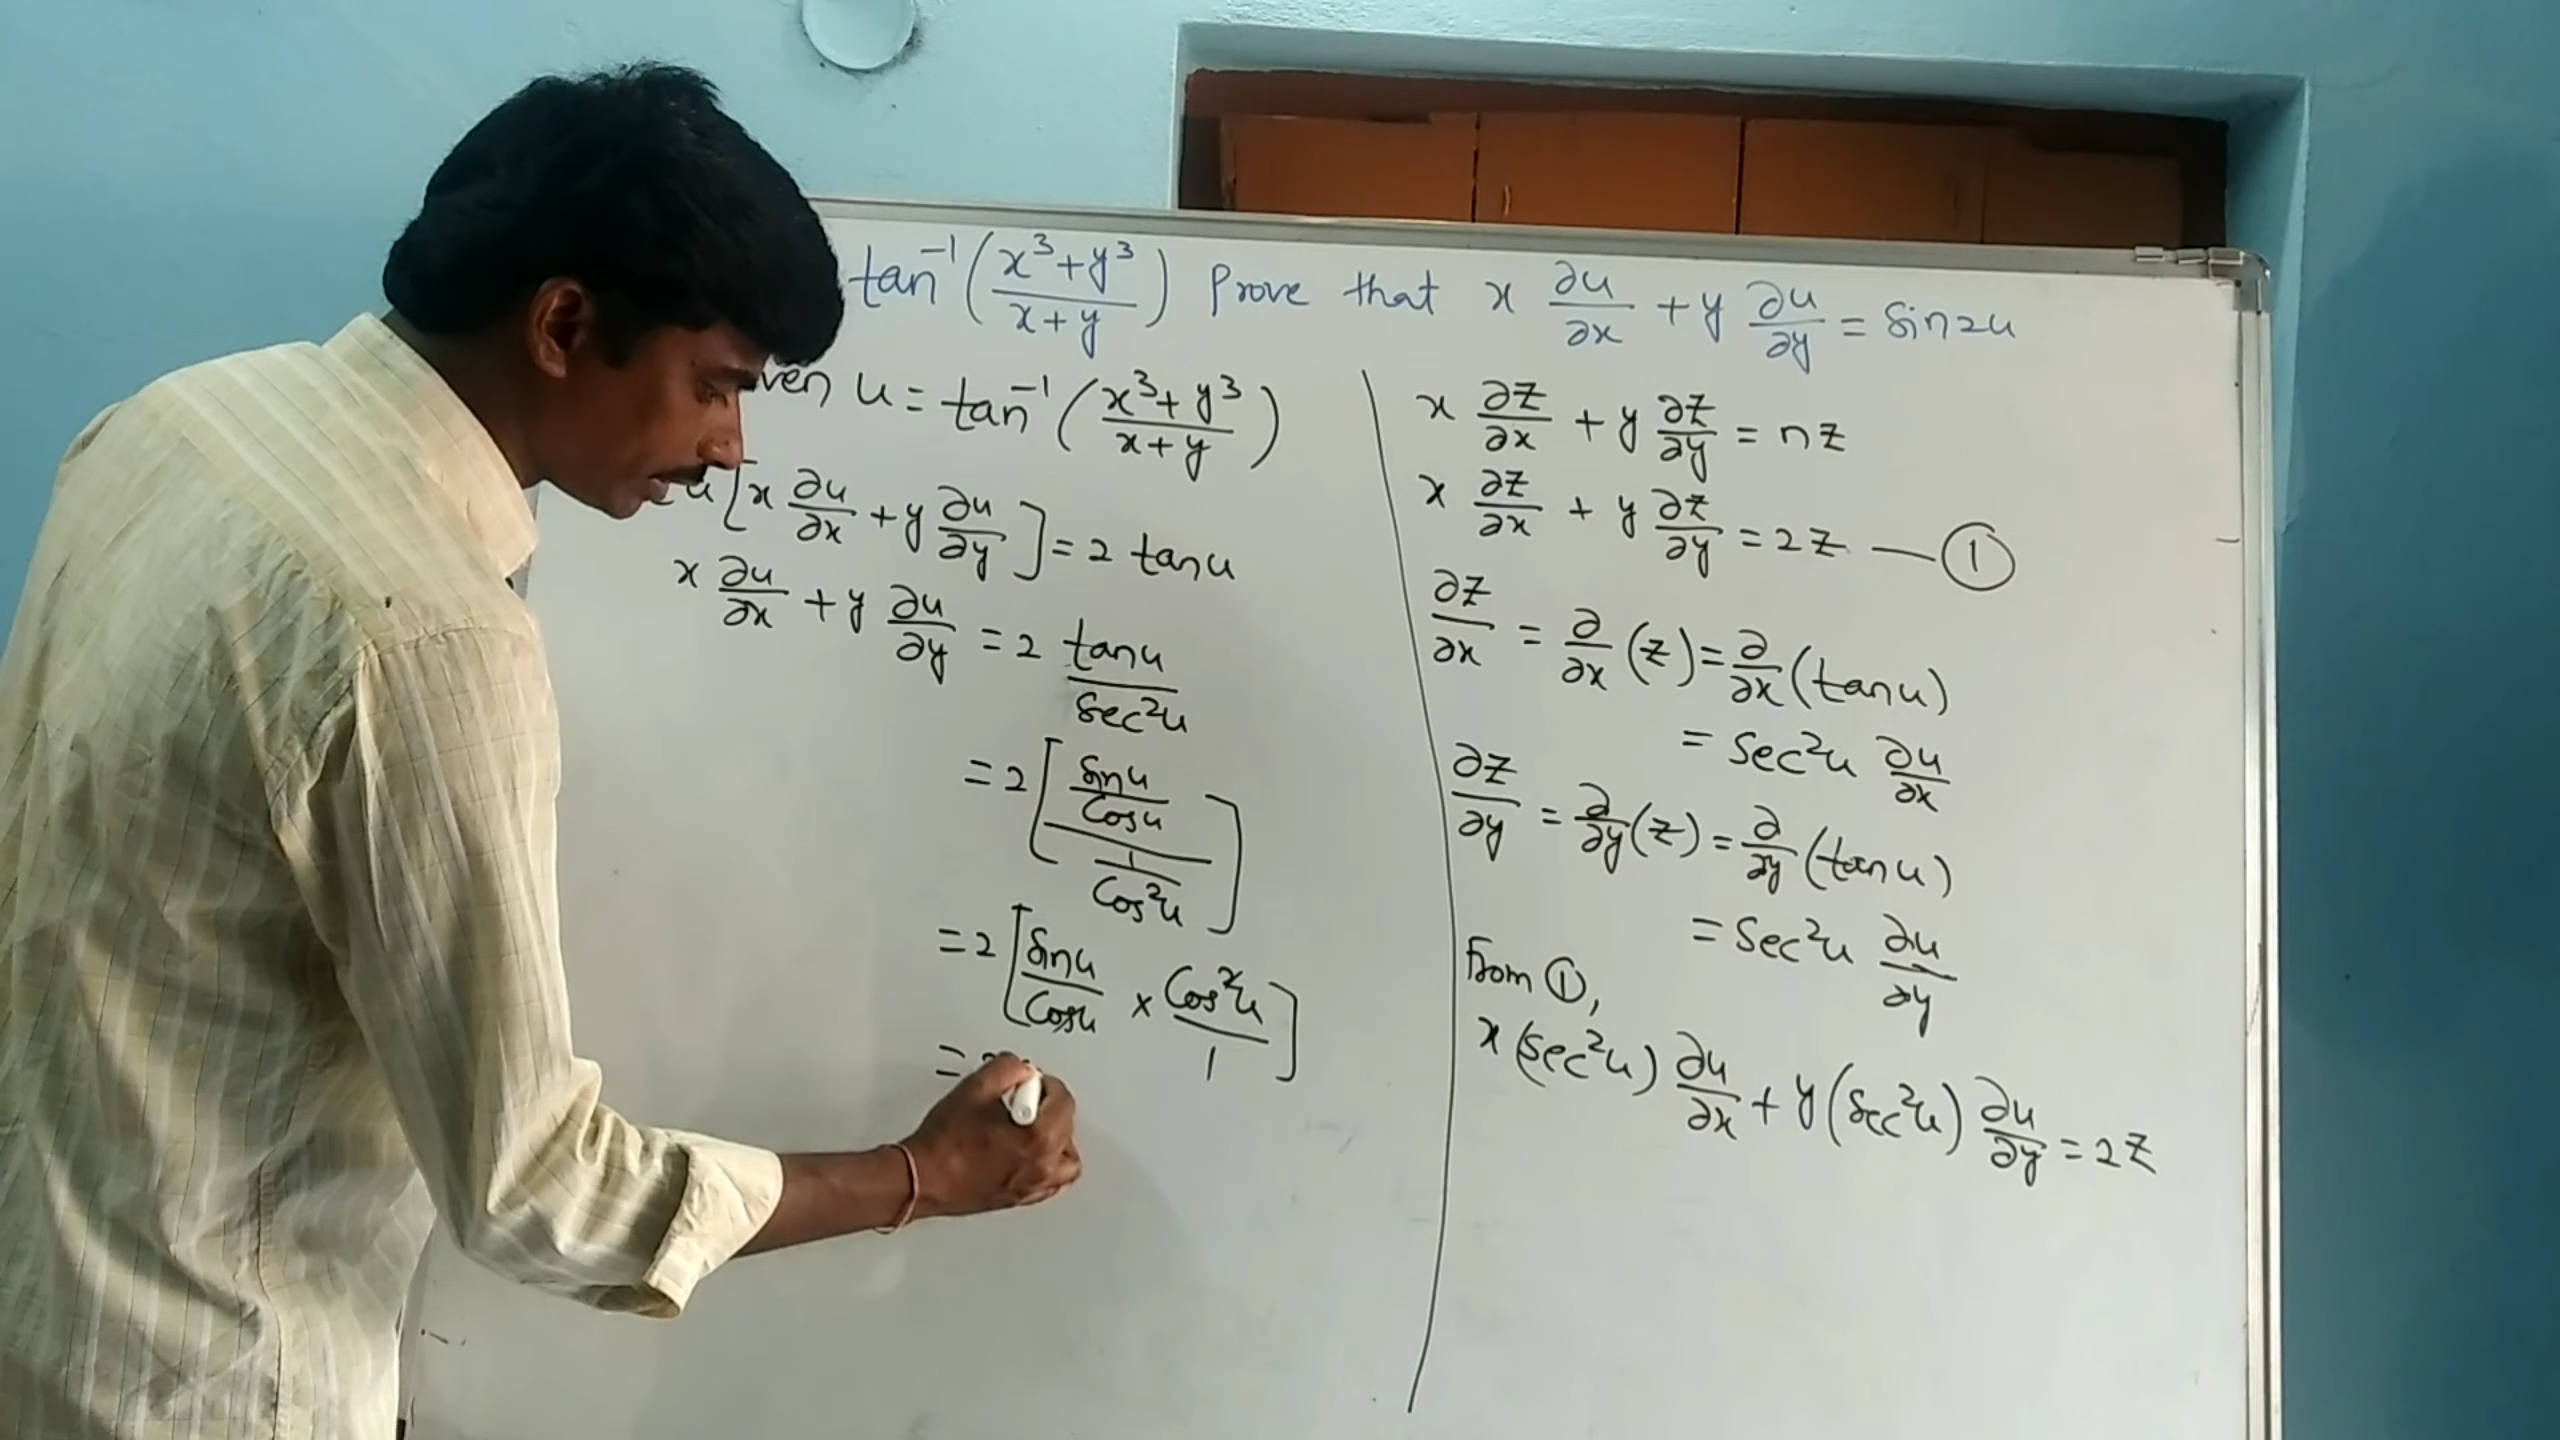 tan⁻¹(x³+y³/x+y) Prove that x ∂u/∂x + y ∂u/∂y = Sin2u
u = tan⁻¹(x³+y³/x+y)
u[x ∂u/∂x + y ∂u/∂y] = 2 tanu
x ∂u/∂x + y ∂u/∂y = 2 tanu/Sec²u
= 2[Sinu/Cosu/1/Cos²u]
= 2[Sinu/Cosu × Cos²u/1]
=
x ∂z/∂x + y ∂z/∂y = nz
x ∂z/∂x + y ∂z/∂y = 2z — ①
∂z/∂x = ∂/∂x (z) = ∂/∂x (tanu)
= Sec²u ∂u/∂x
∂z/∂y = ∂/∂y (z) = ∂/∂y (tanu)
= Sec²u ∂u/∂y
From ①,
x (sec²u) ∂u/∂x + y (sec²u) ∂u/∂y = 2z